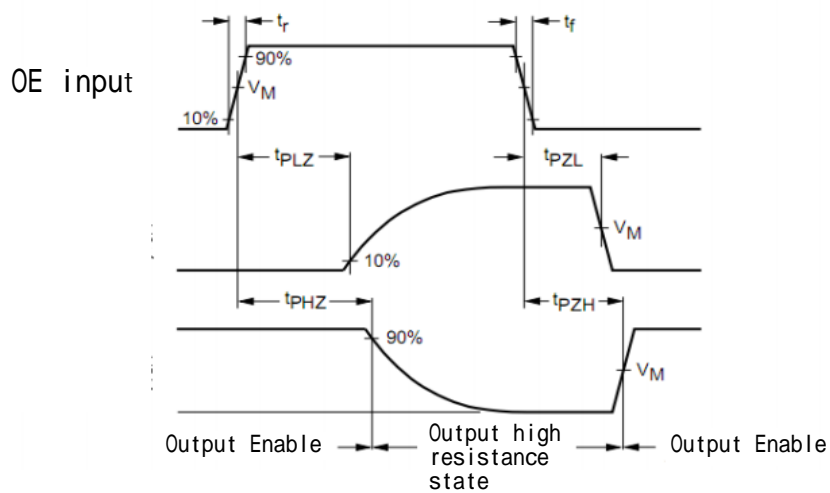 tr
tf
90%
OE input
VM
10%
tPLZ
tPZL
VM
10%
tPHZ
tPZH
90%
VM
Output Enable
Output high
resistance
state
Output Enable